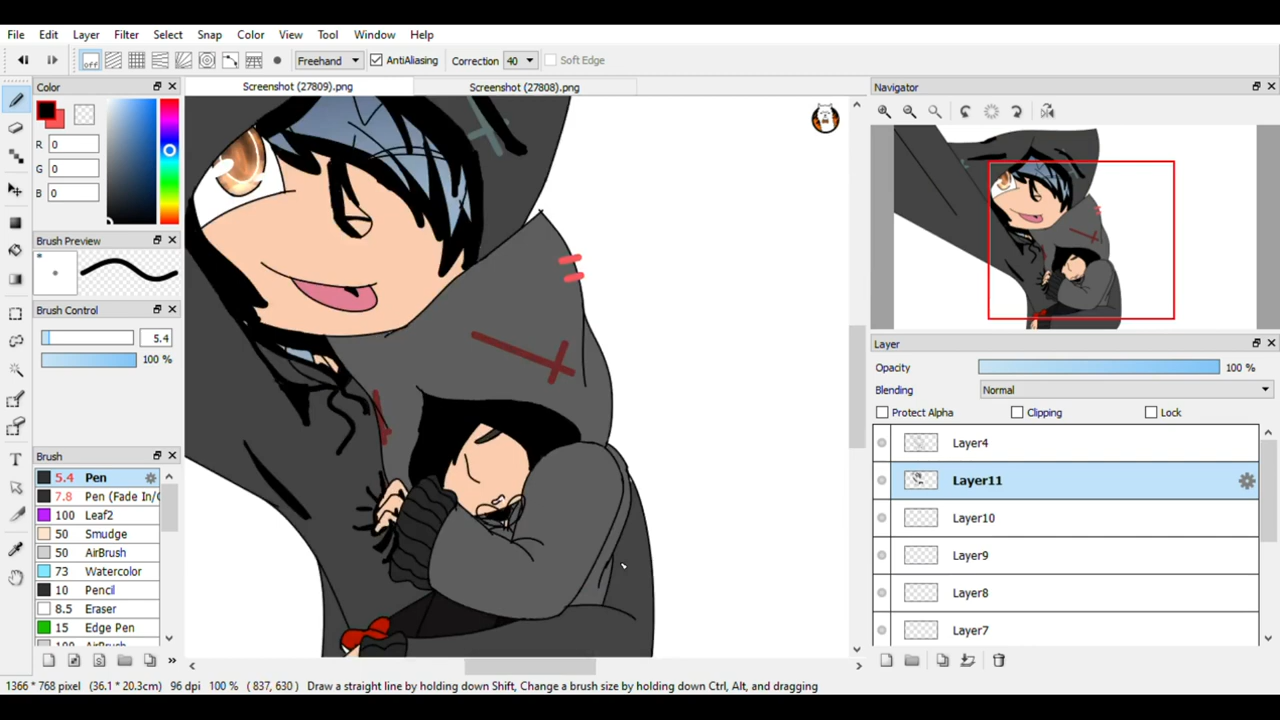 File Edit Layer Filter Select Snap Color View Tool Window Help
off Freehand AntiAliasing Correction 40 Soft Edge
Color
R 0
G 0
B 0
Brush Preview
Brush Control
5.4
100 %
Brush
5.4 Pen
7.8 Pen (Fade In/O
100 Leaf2
50 Smudge
50 AirBrush
73 Watercolor
10 Pencil
8.5 Eraser
15 Edge Pen
100 AirBrush
Screenshot (27809).png Screenshot (27808).png
Navigator
Layer
Opacity 100 %
Blending Normal
Protect Alpha Clipping Lock
Layer4
Layer11
Layer10
Layer9
Layer8
Layer7
1366 * 768 pixel (36.1 * 20.3cm) 96 dpi 100 % ( 837, 630 ) Draw a straight line by holding down Shift, Change a brush size by holding down Ctrl, Alt, and dragging